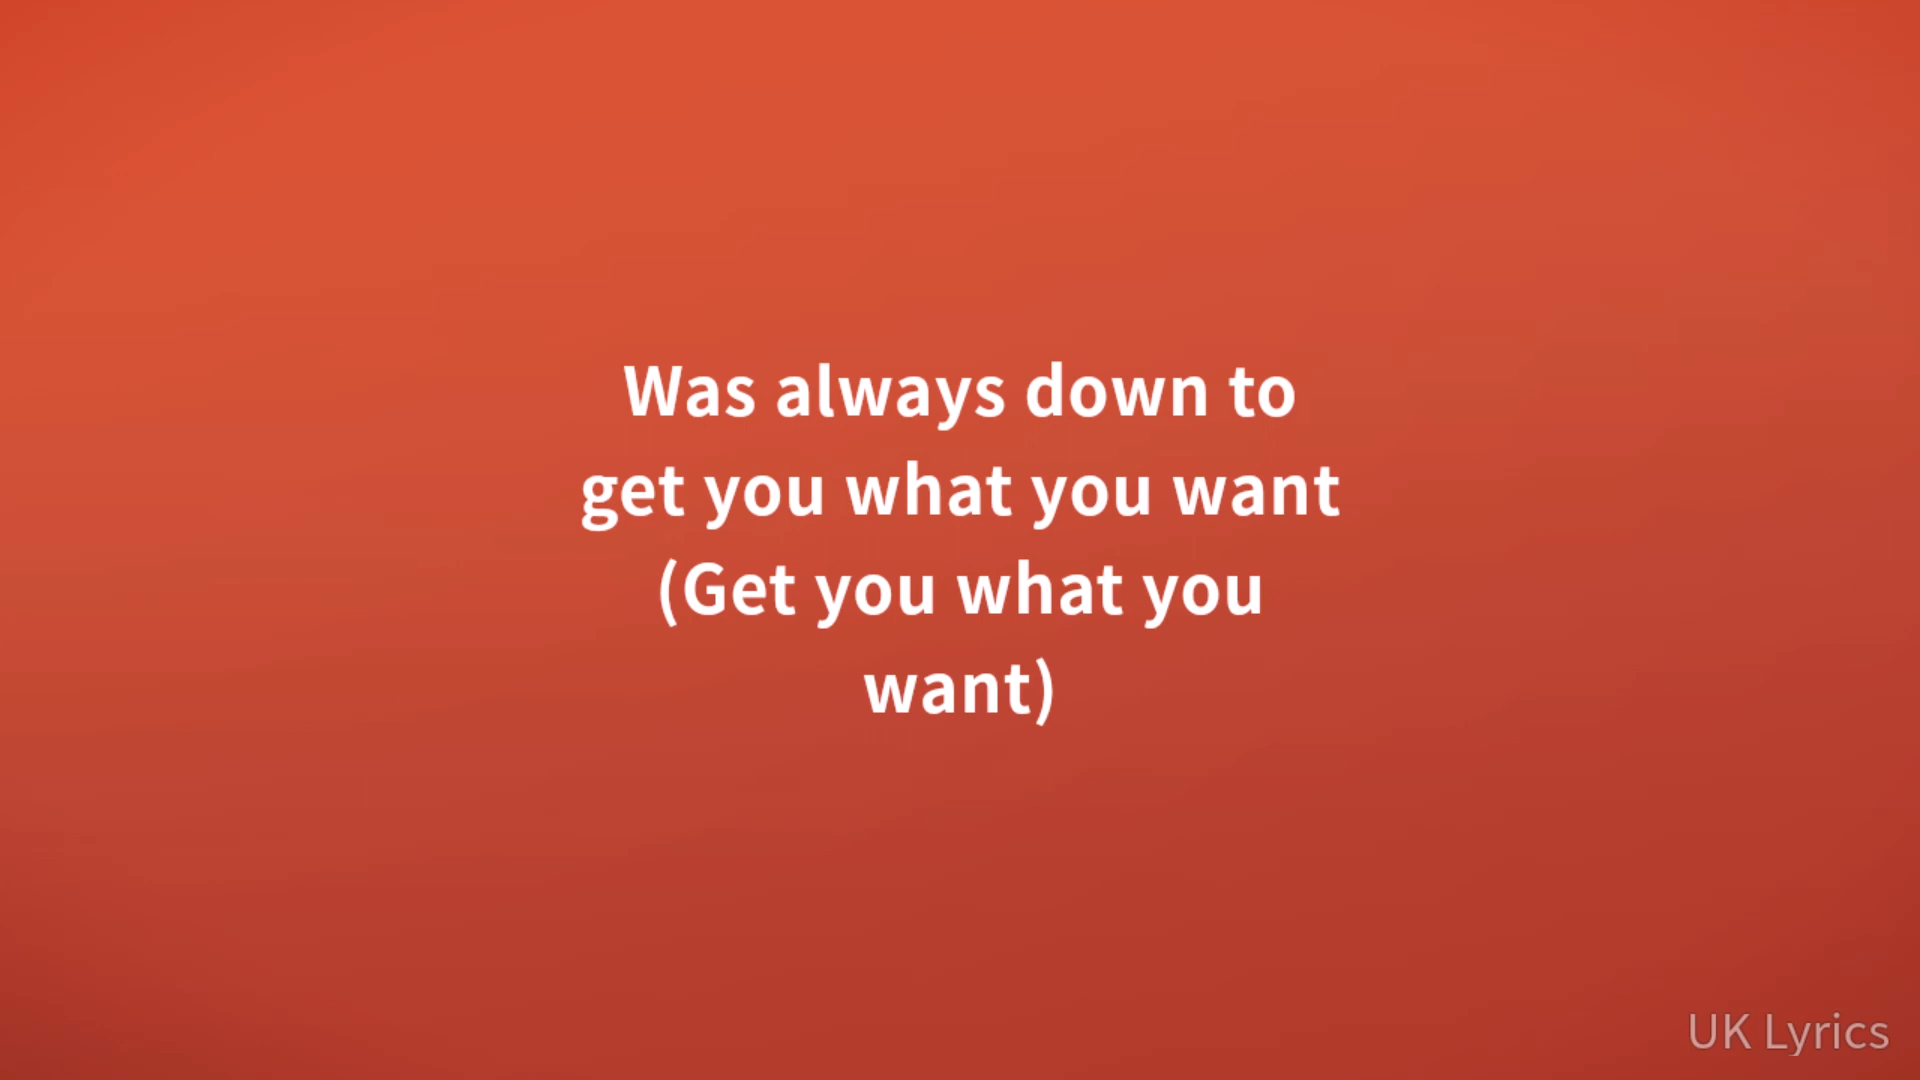 Was always down to
get you what you want
(Get you what you
want)
UK Lyrics